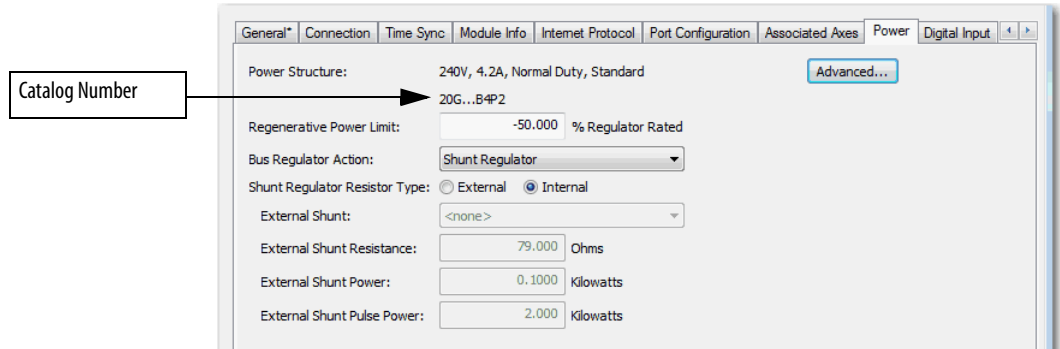 General* Connection Time Sync Module Info Internet Protocol Port Configuration Associated Axes Power Digital Input
Power Structure: 240V, 4.2A, Normal Duty, Standard Advanced...
Catalog Number
20G...B4P2
Regenerative Power Limit: -50.000 % Regulator Rated
Bus Regulator Action: Shunt Regulator
Shunt Regulator Resistor Type: External Internal
External Shunt: <none>
External Shunt Resistance: 79.000 Ohms
External Shunt Power: 0.1000 Kilowatts
External Shunt Pulse Power: 2.000 Kilowatts